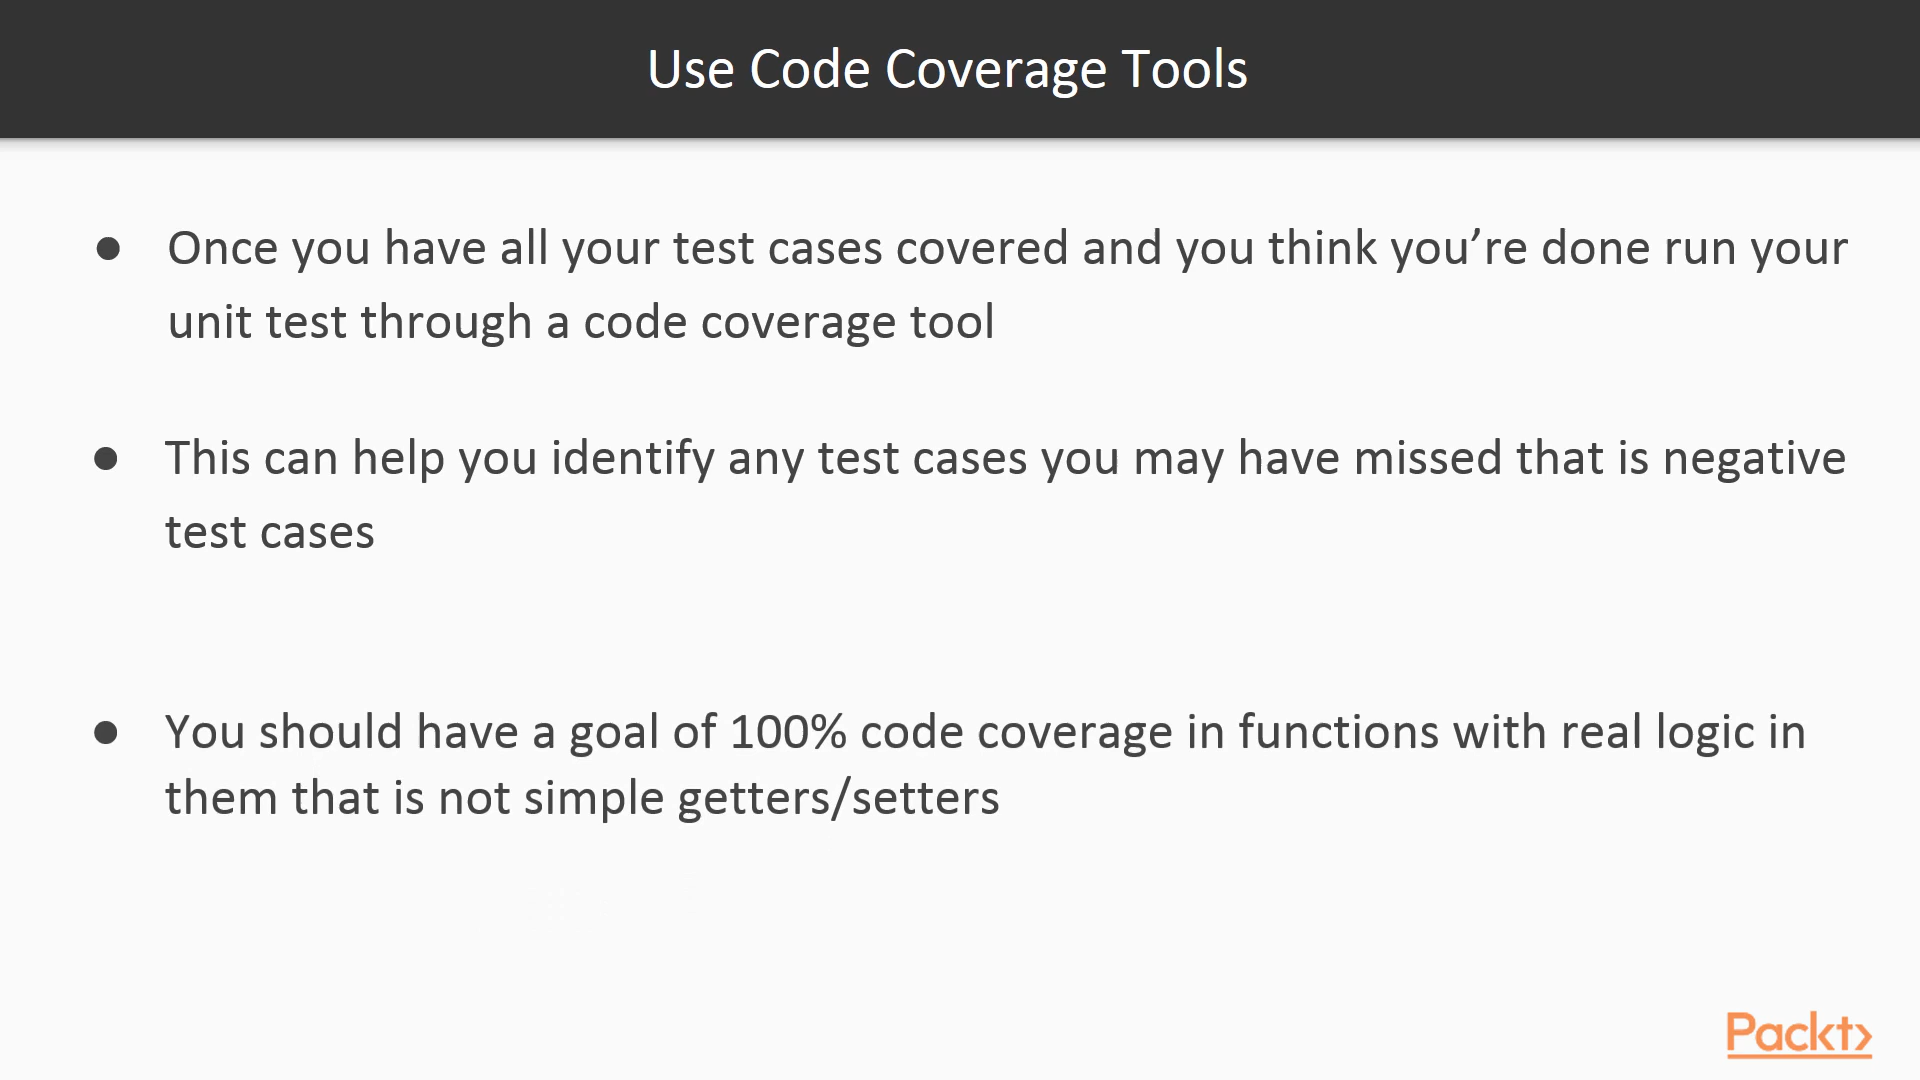 Use Code Coverage Tools
● Once you have all your test cases covered and you think you’re done run your
unit test through a code coverage tool
● This can help you identify any test cases you may have missed that is negative
test cases
● You should have a goal of 100% code coverage in functions with real logic in
them that is not simple getters/setters
Packt>